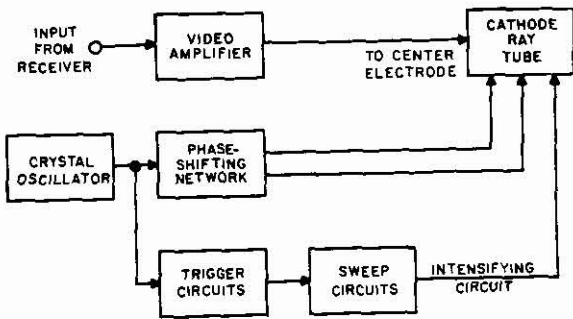 INPUT
FROM
RECEIVER
VIDEO
AMPLIFIER
TO CENTER
ELECTRODE
CATHODE
RAY
TUBE
CRYSTAL
OSCILLATOR
PHASE-
SHIFTING
NETWORK
TRIGGER
CIRCUITS
SWEEP
CIRCUITS
INTENSIFYING
CIRCUIT